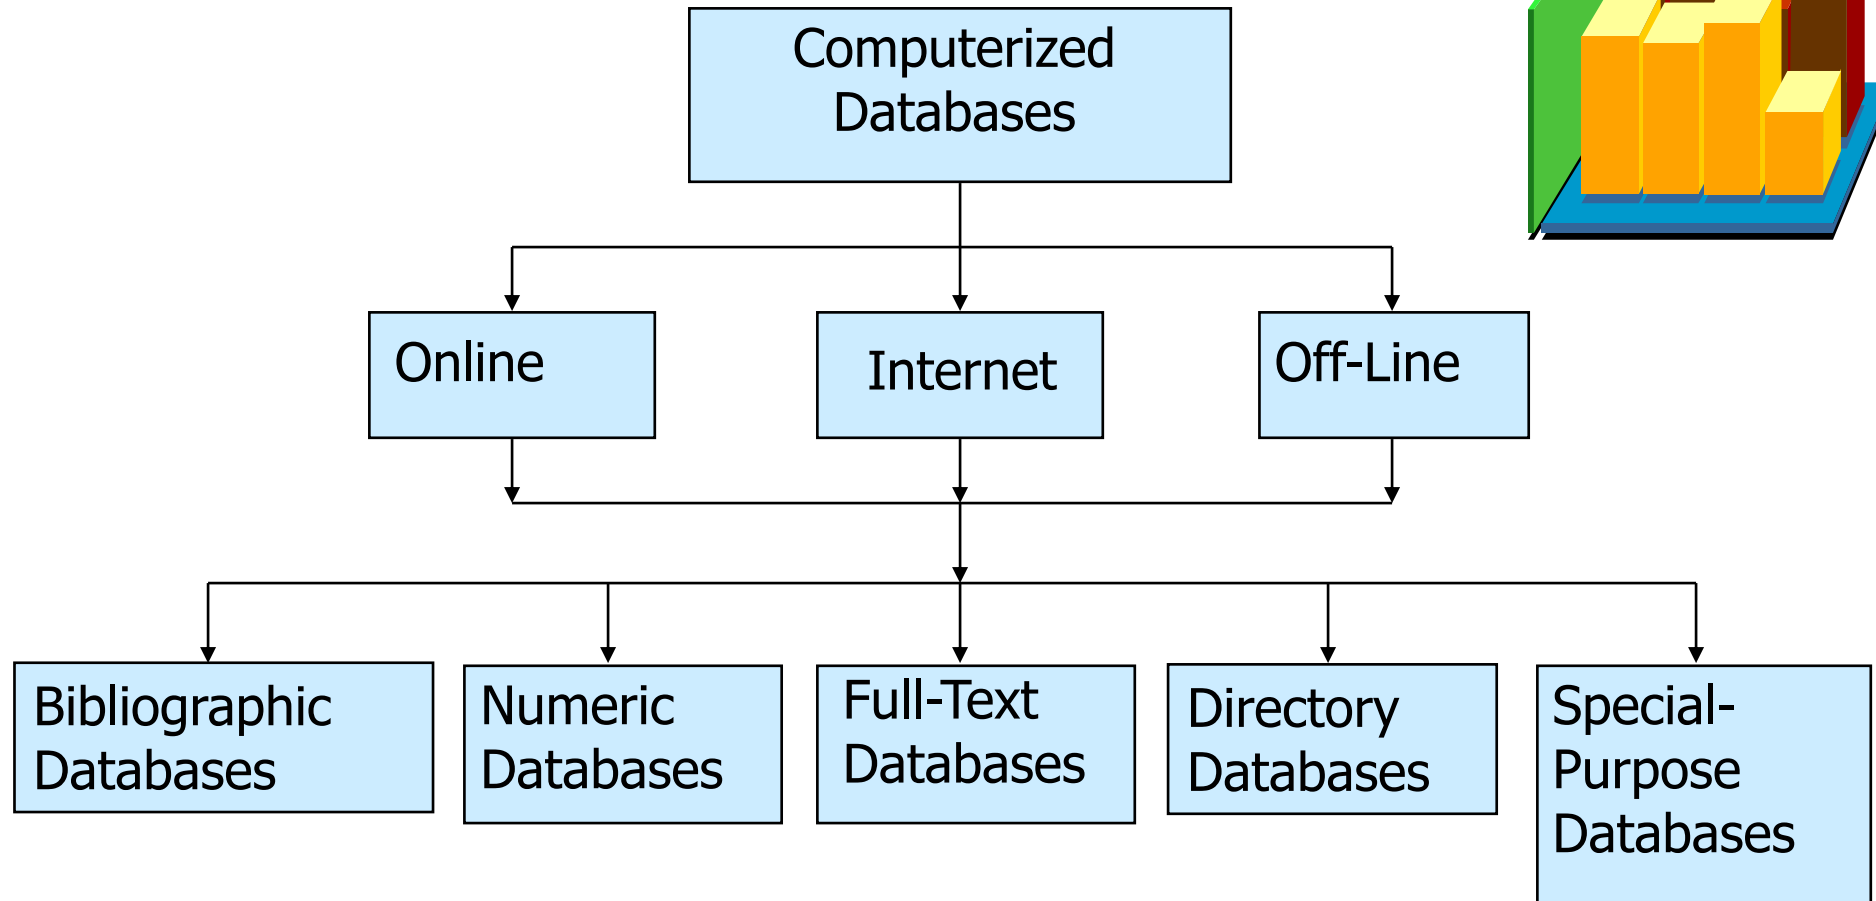 Computerized
Databases
Online
Internet
Off-Line
Bibliographic
Databases
Numeric
Databases
Full-Text
Databases
Directory
Databases
Special-
Purpose
Databases